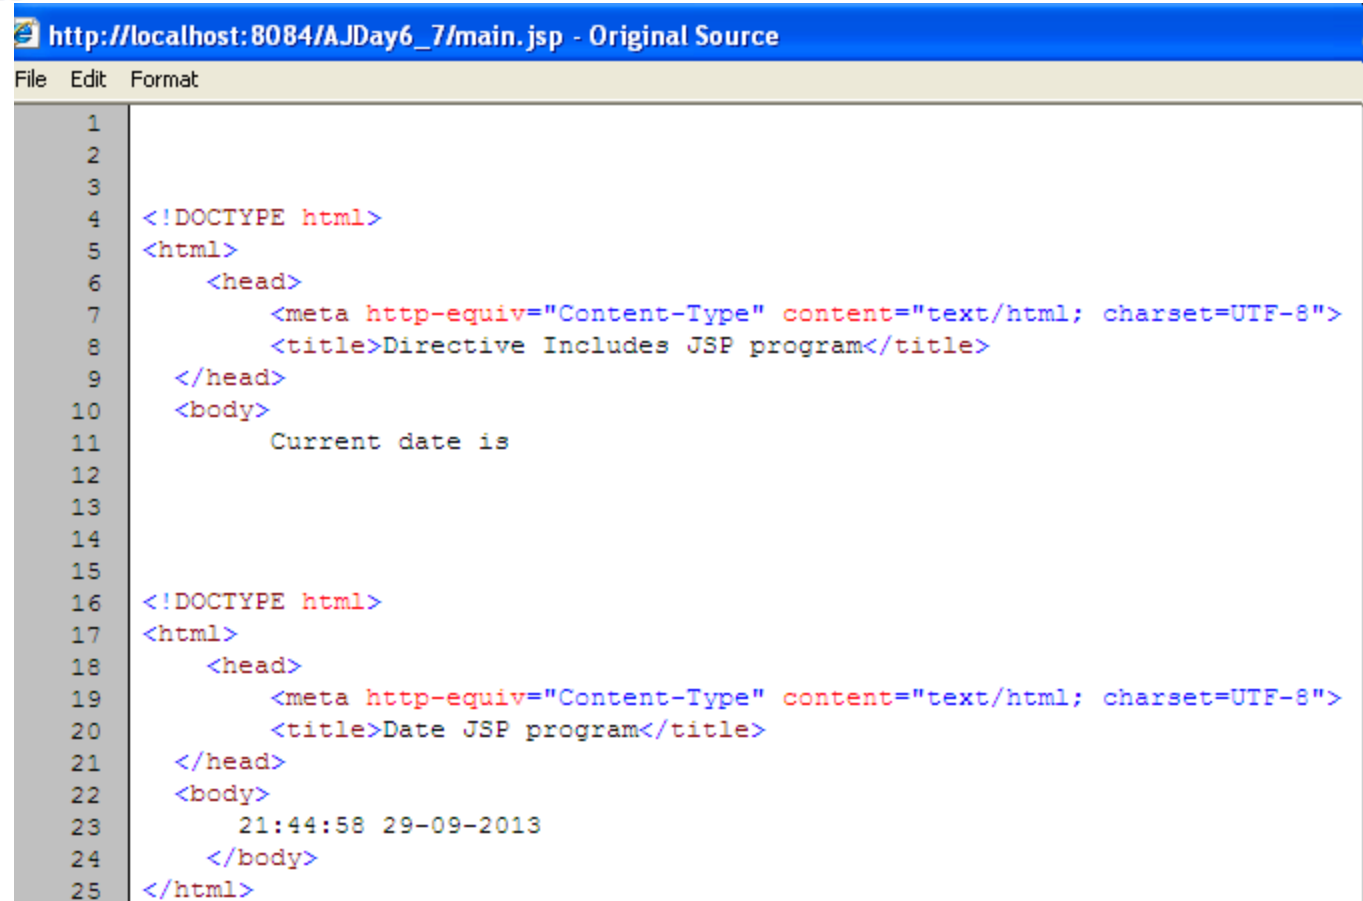 http://localhost:8084/AJDay6_7/main.jsp - Original Source
File Edit Format
1
2
3
4 <!DOCTYPE html>
5 <html>
6 <head>
7 <meta http-equiv="Content-Type" content="text/html; charset=UTF-8">
8 <title>Directive Includes JSP program</title>
9 </head>
10 <body>
11 Current date is
12
13
14
15
16 <!DOCTYPE html>
17 <html>
18 <head>
19 <meta http-equiv="Content-Type" content="text/html; charset=UTF-8">
20 <title>Date JSP program</title>
21 </head>
22 <body>
23 21:44:58 29-09-2013
24 </body>
25 </html>